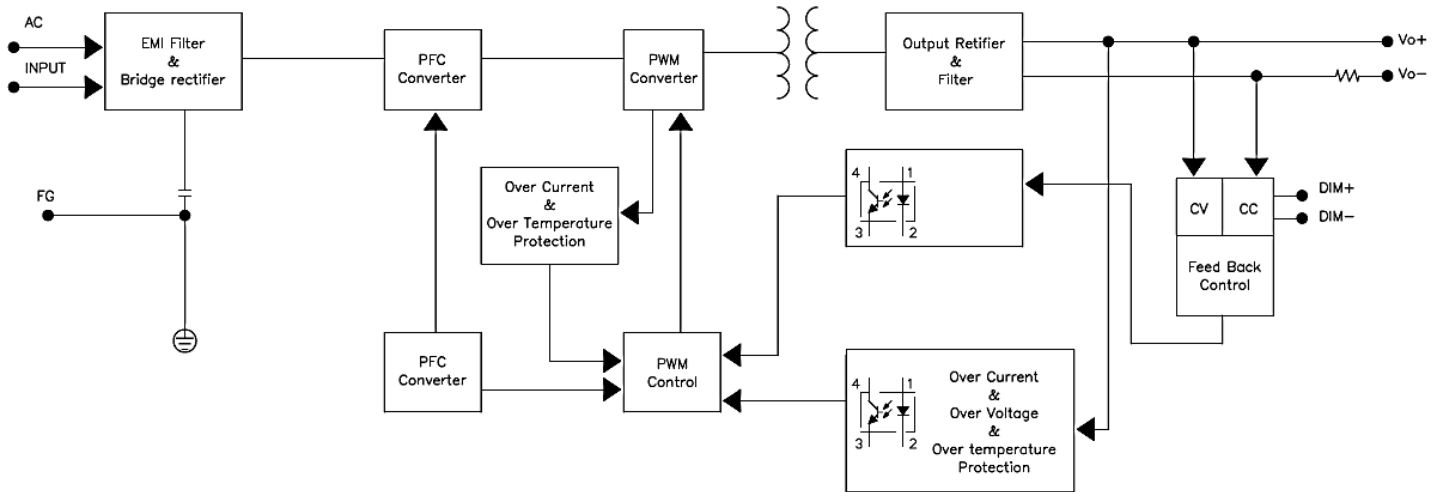 AC
INPUT
EMI Filter
&
Bridge rectifier
PFC
Converter
PWM
Converter
Output Retifier
&
Filter
Vo+
Vo-
FG
Over Current
&
Over Temperature
Protection
4 1
3 2
CV CC
DIM+
DIM-
Feed Back
Control
PFC
Converter
PWM
Control
4 1
3 2
Over Current
&
Over Voltage
&
Over temperature
Protection